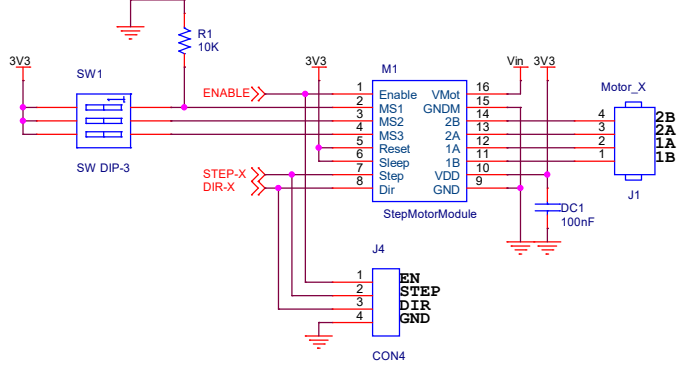 R1
10K
3V3
SW1
1
SW DIP-3
ENABLE
3V3
M1
Vin
3V3
1 Enable VMot 16
2 MS1 GNDM 15
3 MS2 2B 14
4 MS3 2A 13
5 Reset 1A 12
6 Sleep 1B 11
7 Step VDD 10
8 Dir GND 9
StepMotorModule
STEP-X
DIR-X
Motor_X
4 2B
3 2A
2 1A
1 1B
J1
DC1
100nF
J4
1 EN
2 STEP
3 DIR
4 GND
CON4